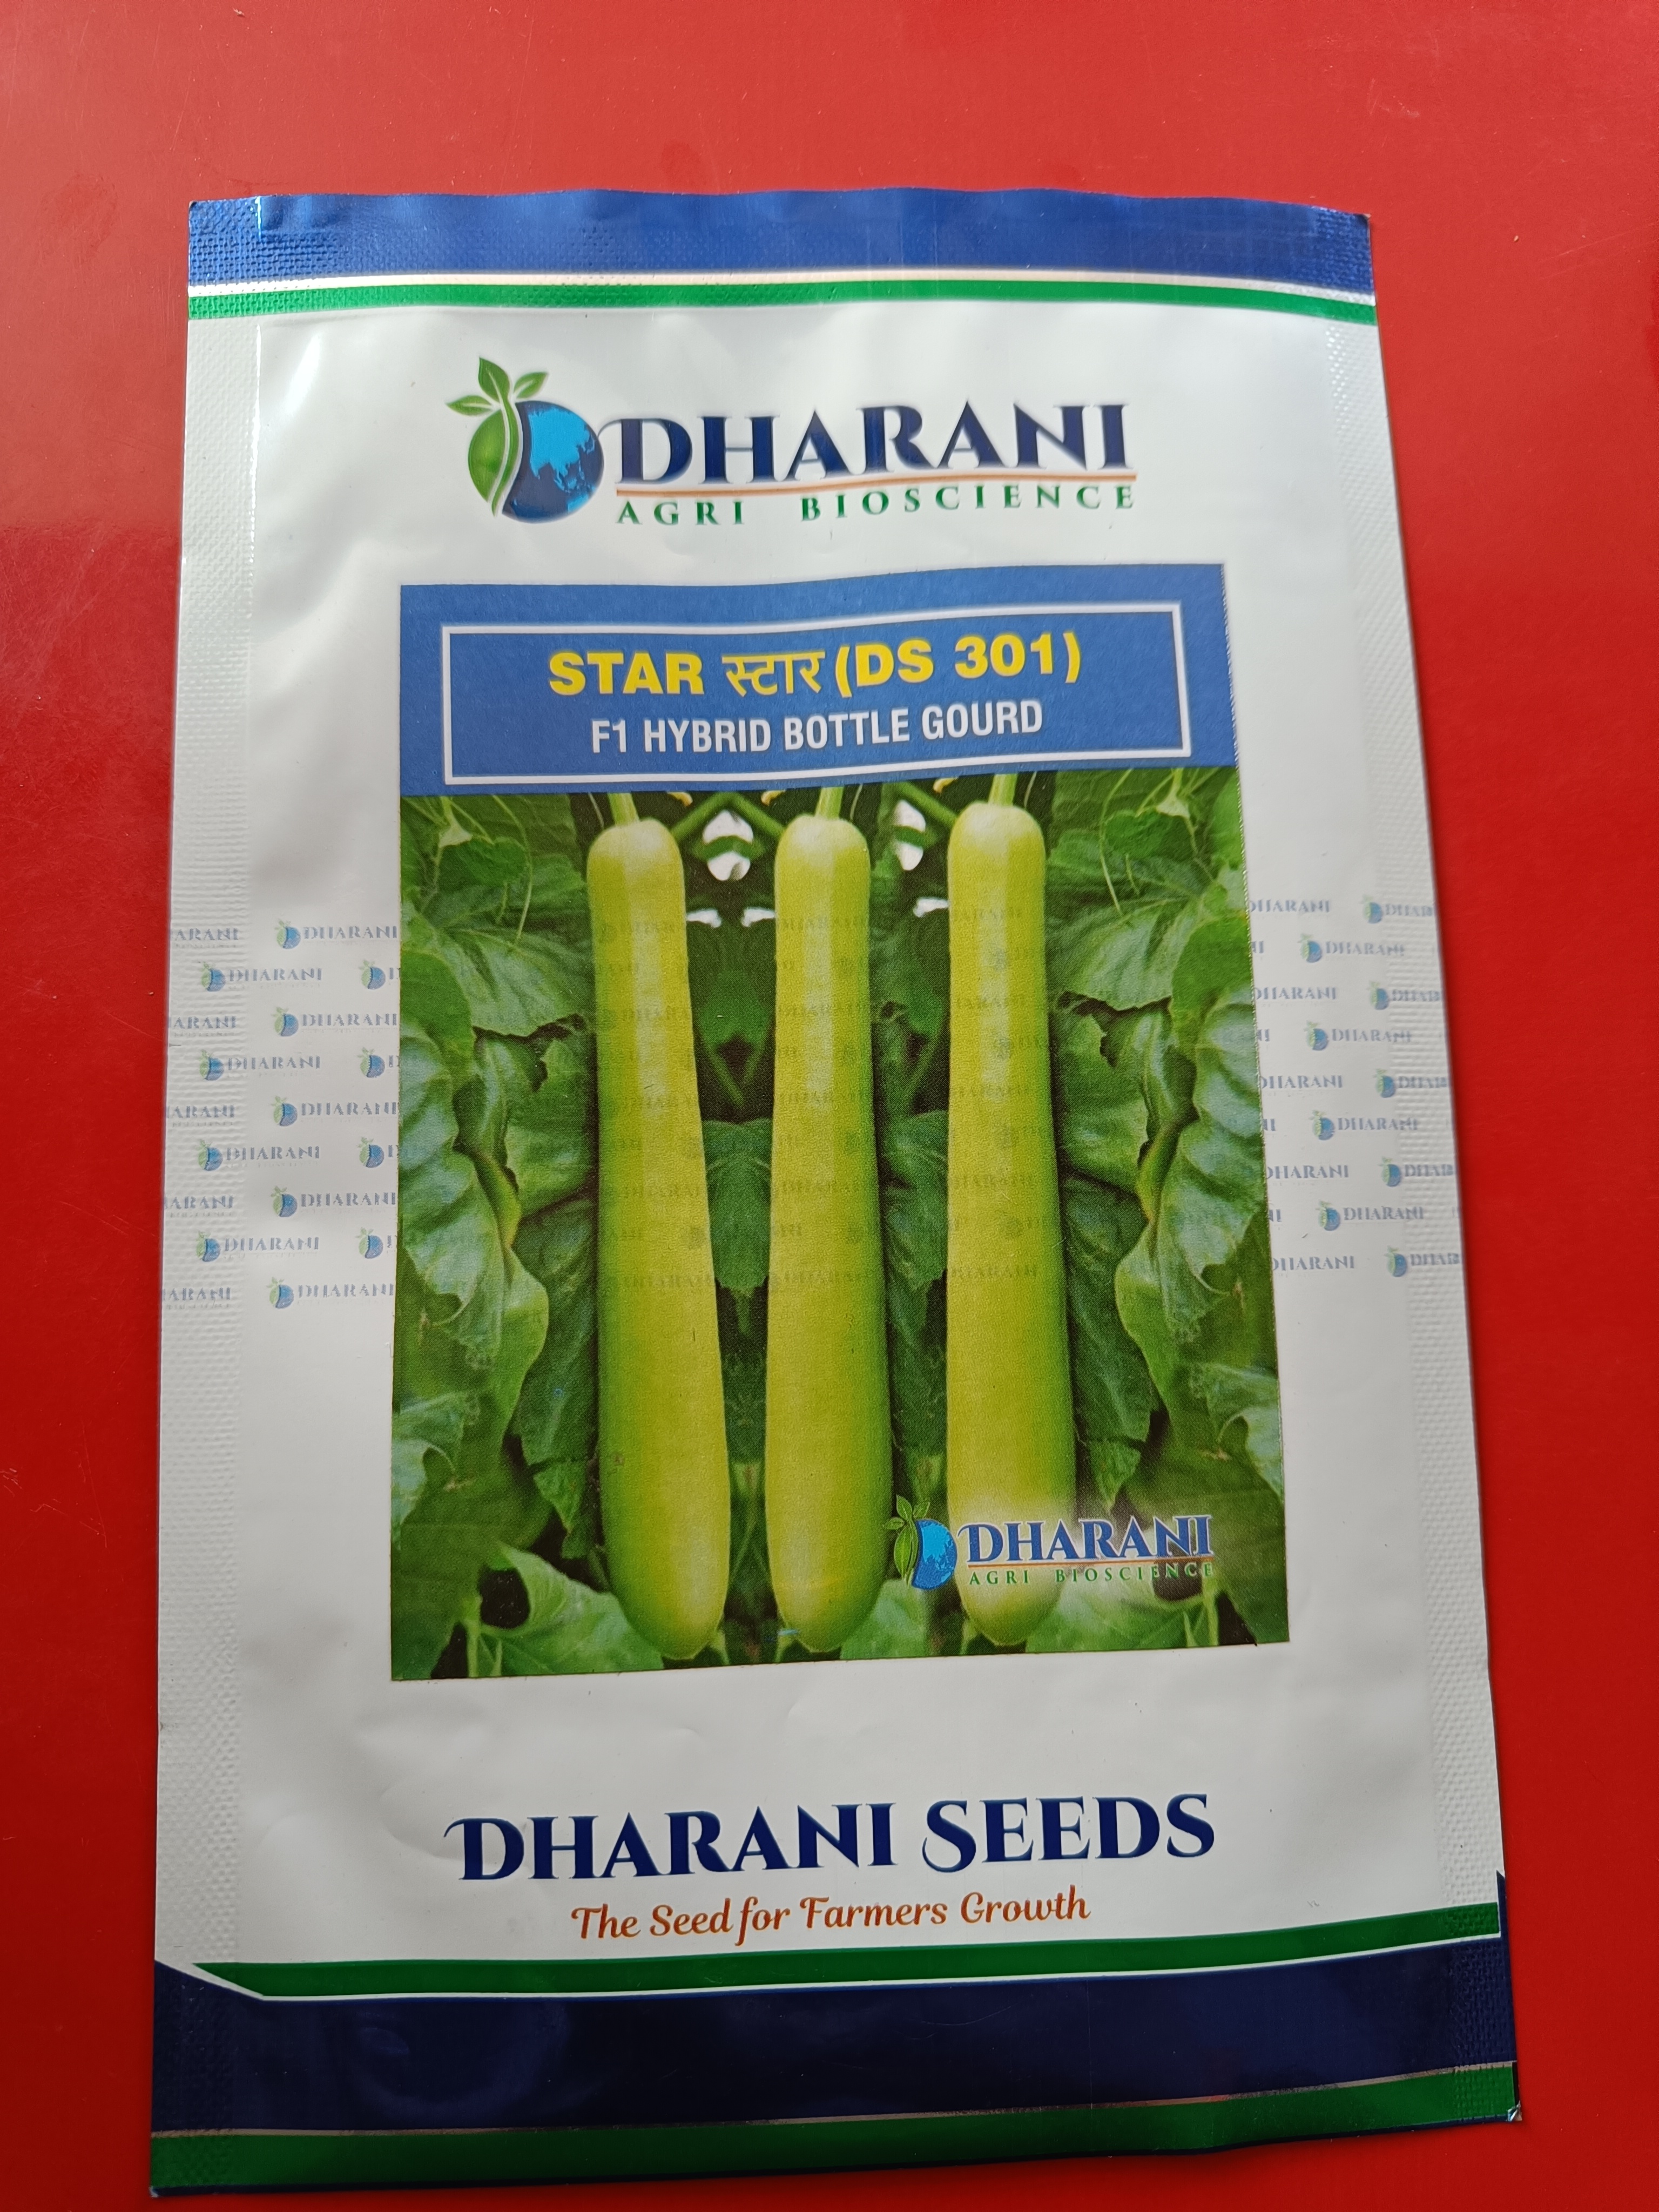 DHARANI
AGRI BIOSCIENCE
STAR स्टार (DS 301)
F1 HYBRID BOTTLE GOURD
DHARANI
AGRI BIOSCIENCE
DHARANI SEEDS
The Seed for Farmers Growth